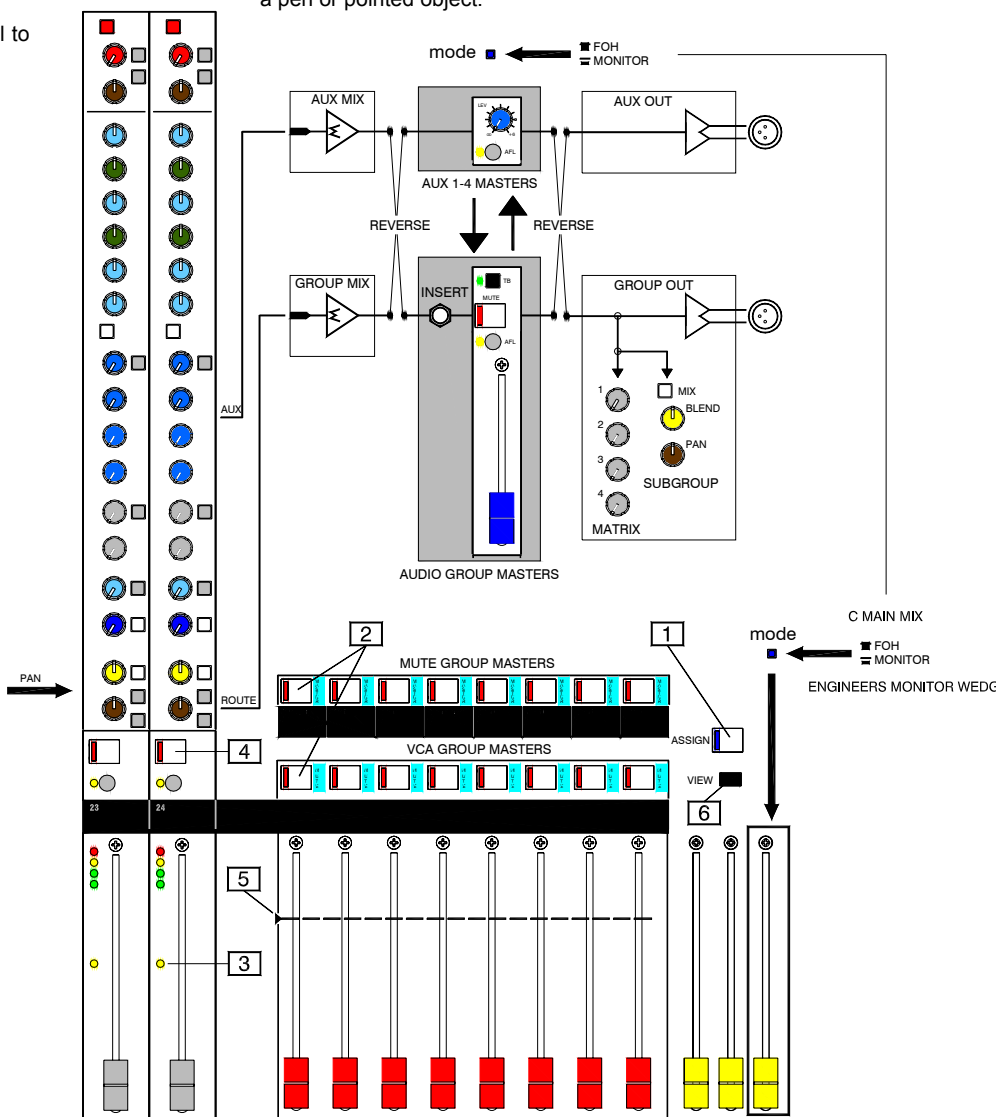 a pen or pointed object.
l to
mode
FOH
MONITOR
AUX MIX
LEV
AFL
AUX 1-4 MASTERS
AUX OUT
REVERSE
REVERSE
GROUP MIX
INSERT
TB
MUTE
AFL
AUDIO GROUP MASTERS
GROUP OUT
1
2
3
4
MATRIX
MIX
BLEND
PAN
SUBGROUP
AUX
PAN
ROUTE
C MAIN MIX
mode
FOH
MONITOR
ENGINEERS MONITOR WEDG
2
1
MUTE GROUP MASTERS
ASSIGN
4
VCA GROUP MASTERS
VIEW
6
23
24
5
3